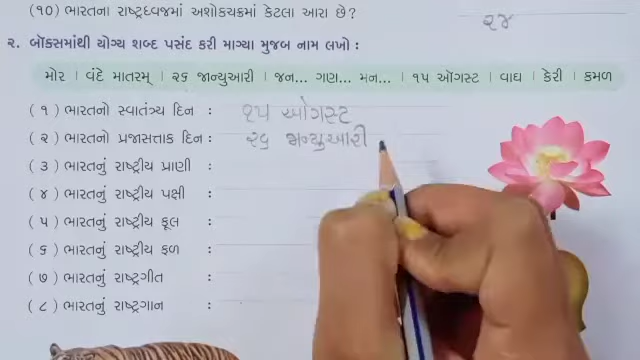 (૧૦) ભારતના રાષ્ટ્રધ્વજમાં અશોકચક્રમાં કેટલા આરા છે? ૨૪
૨. બૉક્સમાંથી યોગ્ય શબ્દ પસંદ કરી માગ્યા મુજબ નામ લખો :
મોર | વંદે માતરમ્ | ૨૬ જાન્યુઆરી | જન... ગણ... મન... | ૧૫ ઑગસ્ટ | વાઘ | કેરી | કમળ
(૧) ભારતનો સ્વાતંત્ર્ય દિન : ૧૫ ઓગસ્ટ
(૨) ભારતનો પ્રજાસત્તાક દિન : ૨૬ જાન્યુઆરી
(૩) ભારતનું રાષ્ટ્રીય પ્રાણી :
(૪) ભારતનું રાષ્ટ્રીય પક્ષી :
(૫) ભારતનું રાષ્ટ્રીય ફૂલ :
(૬) ભારતનું રાષ્ટ્રીય ફળ :
(૭) ભારતનું રાષ્ટ્રગીત :
(૮) ભારતનું રાષ્ટ્રગાન :